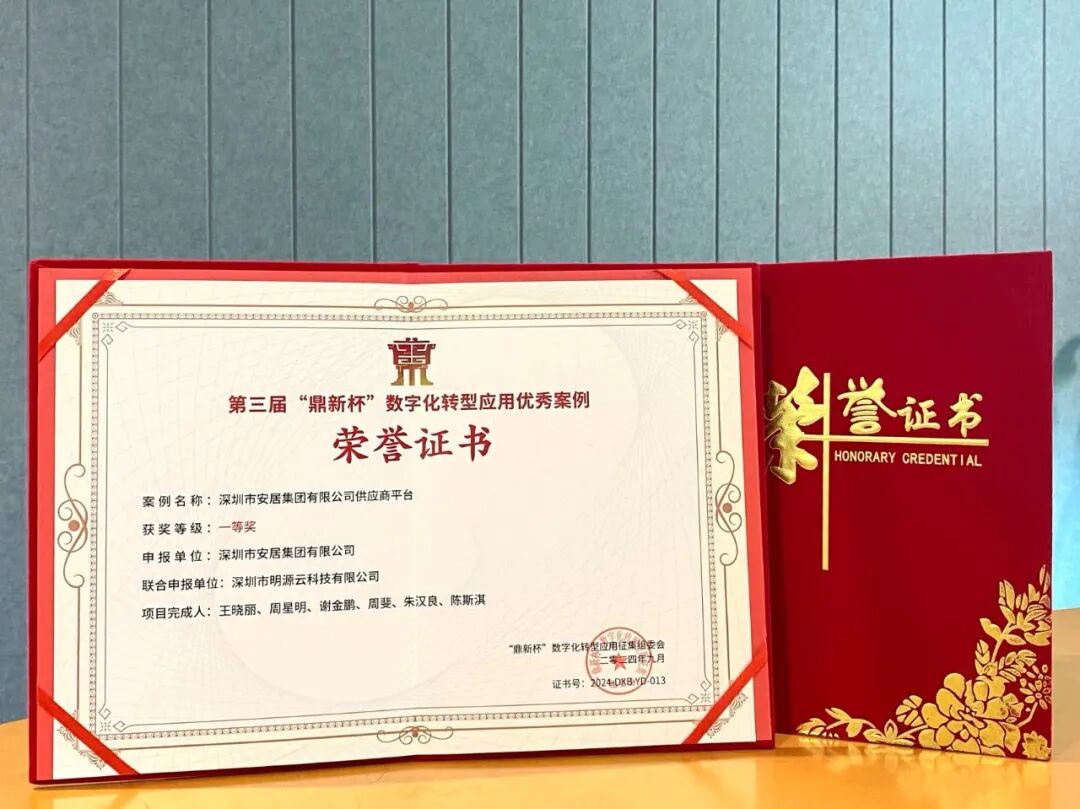 第三届“鼎新杯”数字化转型应用优秀案例
荣誉证书
案例名称：深圳市安居集团有限公司供应商平台
获奖等级：一等奖
申报单位：深圳市安居集团有限公司
联合申报单位：深圳市明源云科技有限公司
项目完成人：王晓丽、周星明、谢金鹏、周斐、朱汉良、陈斯淇
“鼎新杯”数字化转型应用征集组委会
二零二四年九月
证书号：2024-DXB-YD-013
荣誉证书
HONORARY CREDENTIAL